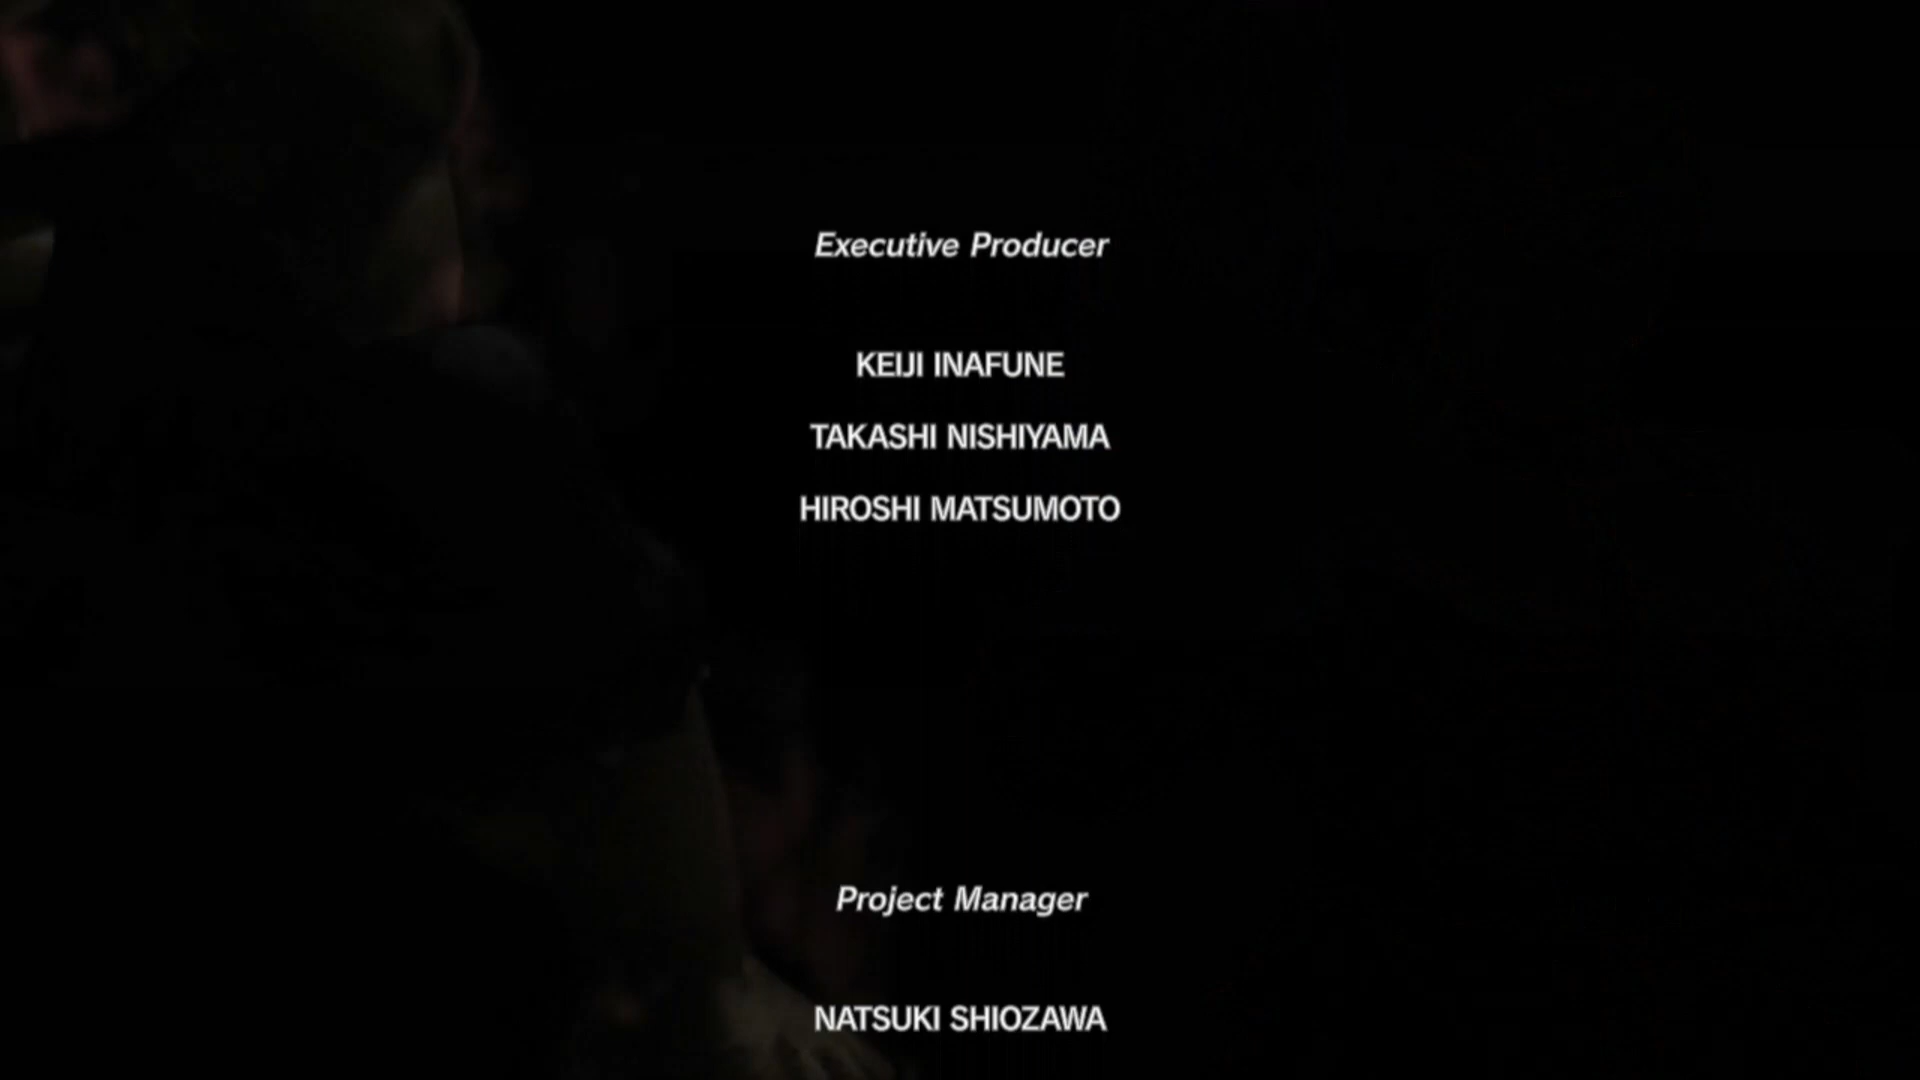 Executive Producer
KEIJI INAFUNE
TAKASHI NISHIYAMA
HIROSHI MATSUMOTO
Project Manager
NATSUKI SHIOZAWA